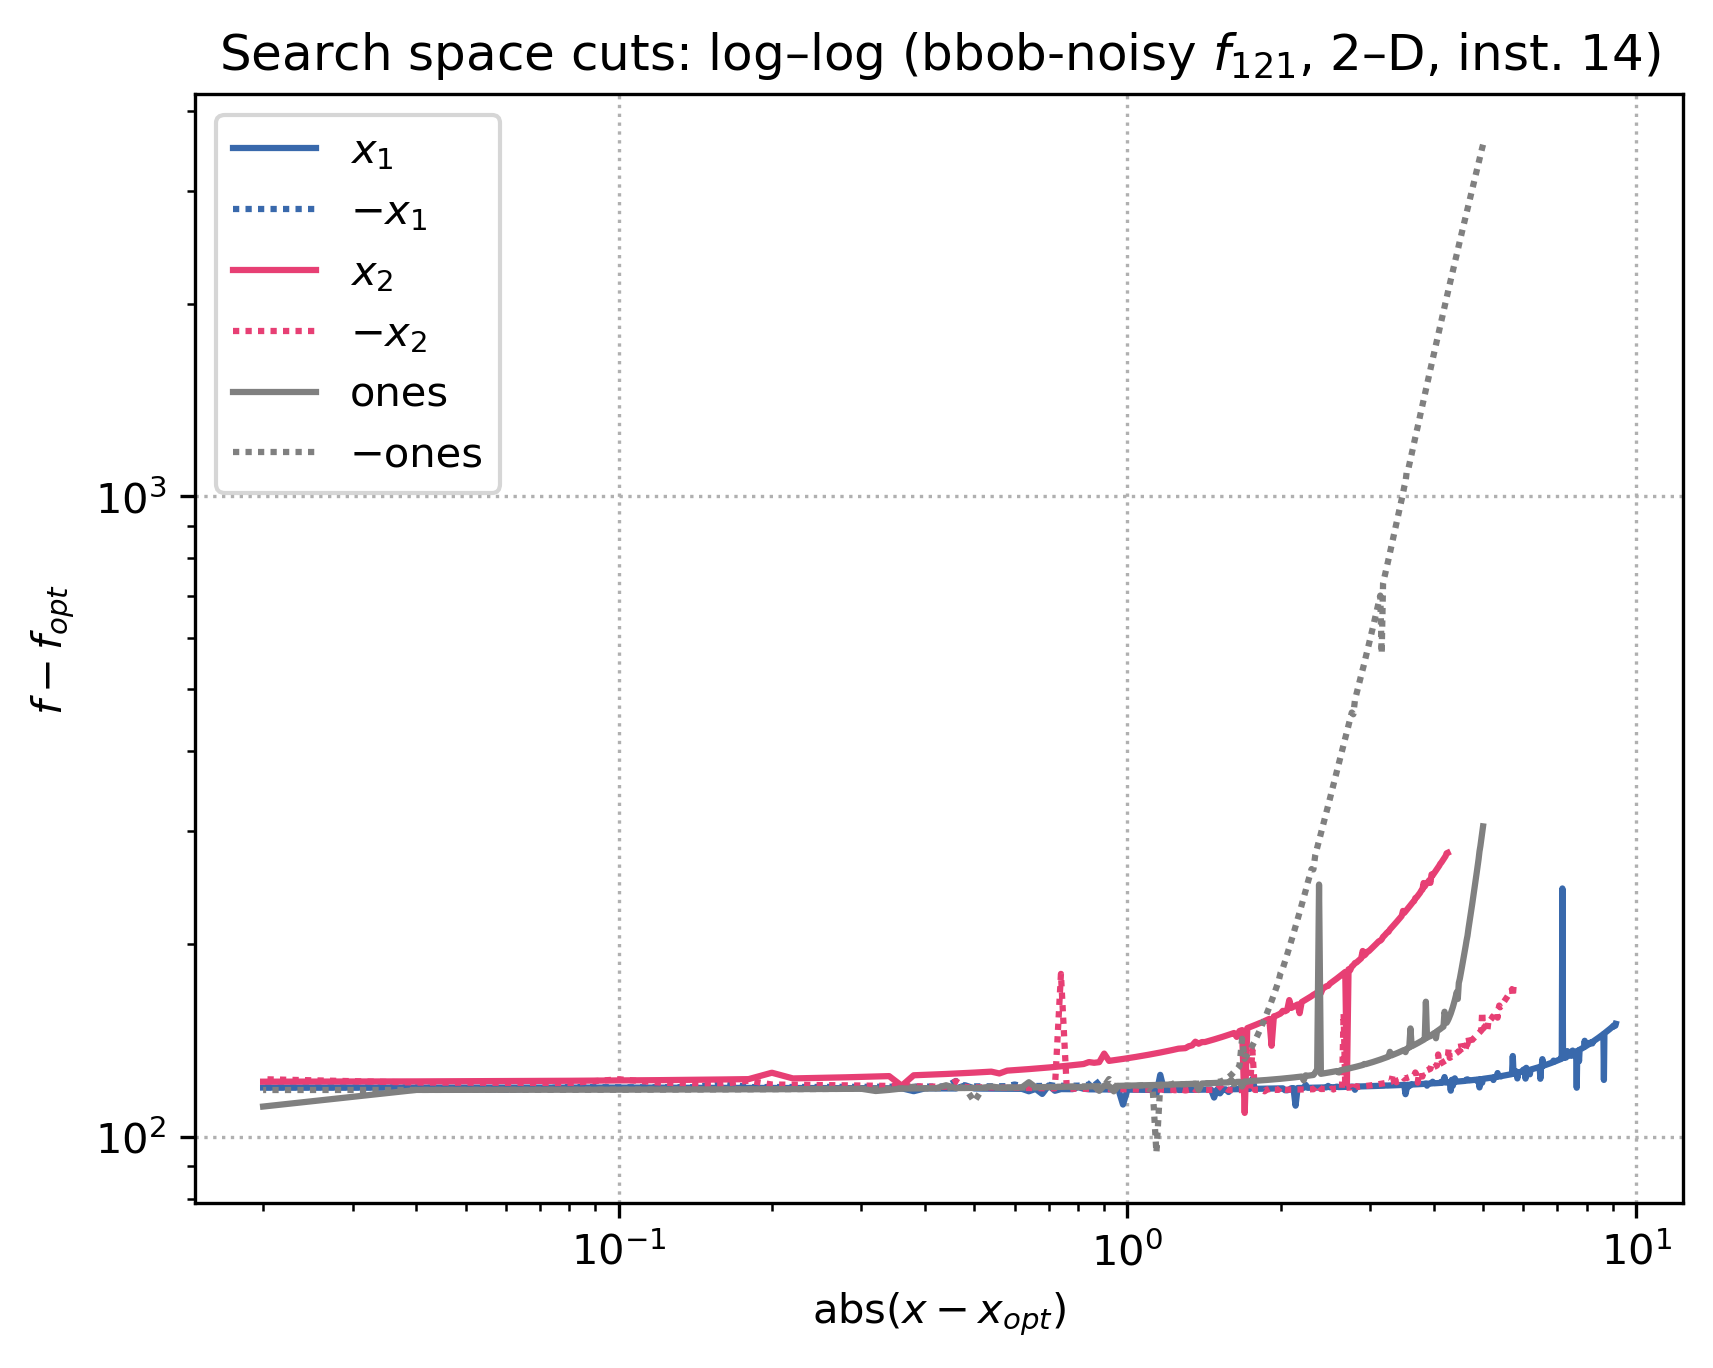 Search space cuts: log–log (bbob-noisy f₁₂₁, 2–D, inst. 14)
x₁
−x₁
x₂
−x₂
ones
−ones
10³
10²
f − fₒₚₜ
10⁻¹
10⁰
10¹
abs(x − xₒₚₜ)